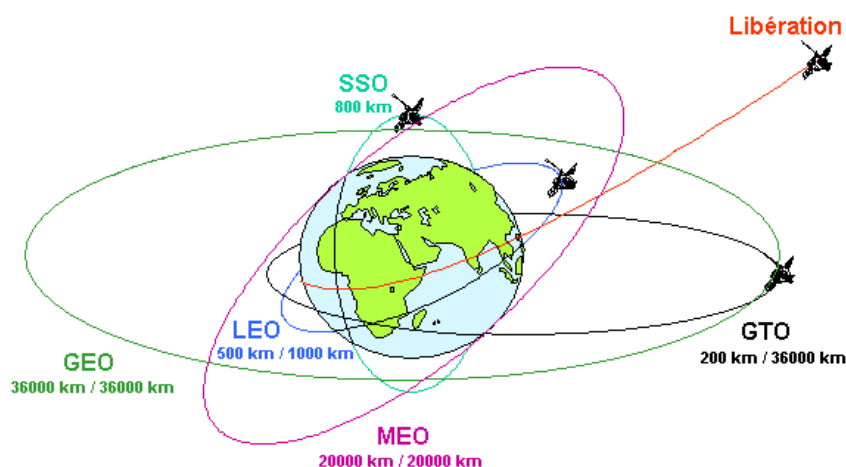 Libération
SSO
800 km
LEO
500 km / 1000 km
GTO
200 km / 36000 km
GEO
36000 km / 36000 km
MEO
20000 km / 20000 km